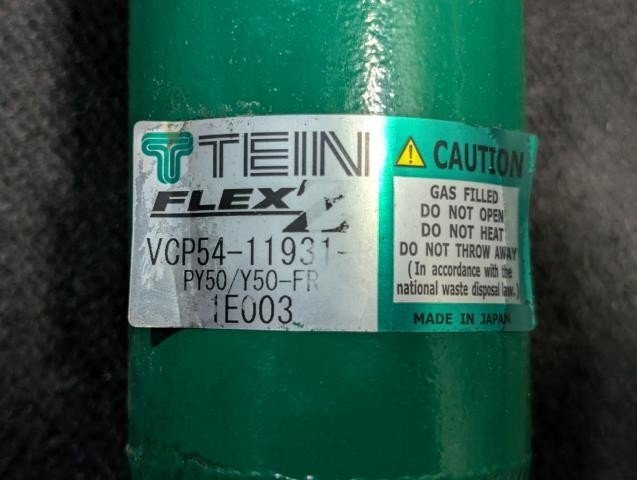 TEIN
FLEX Z
VCP54-11931-
PY50/Y50-FR
1E003
CAUTION
GAS FILLED
DO NOT OPEN
DO NOT HEAT
DO NOT THROW AWAY
(In accordance with the
national waste disposal law.)
MADE IN JAPAN